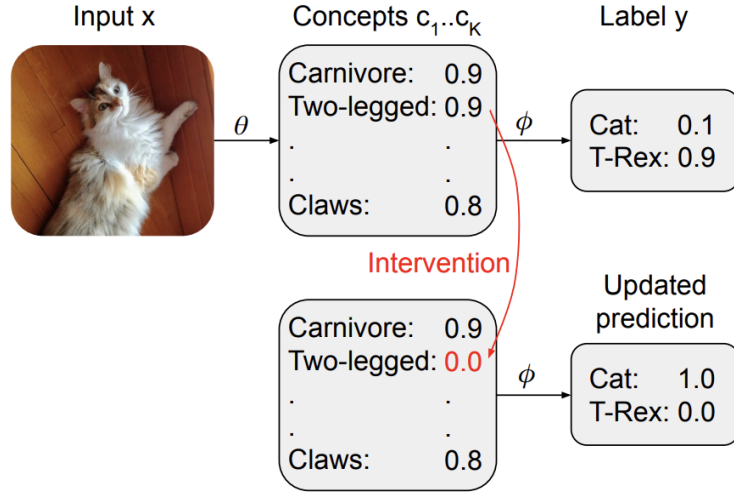 Input x
Concepts c₁..cK
Label y
θ
Carnivore: 0.9
Two-legged: 0.9
. .
. .
Claws: 0.8
ϕ
Cat: 0.1
T-Rex: 0.9
Intervention
Updated
prediction
Carnivore: 0.9
Two-legged: 0.0
. .
. .
Claws: 0.8
ϕ
Cat: 1.0
T-Rex: 0.0